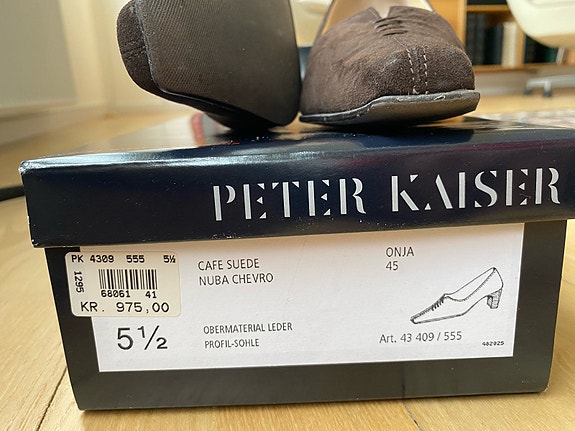 PETER KAISER
PK 4309 555 5½
1295
68061 41
KR. 975,00
5½
CAFE SUEDE
NUBA CHEVRO
OBERMATERIAL LEDER
PROFIL-SOHLE
ONJA
45
Art. 43 409 / 555
482925